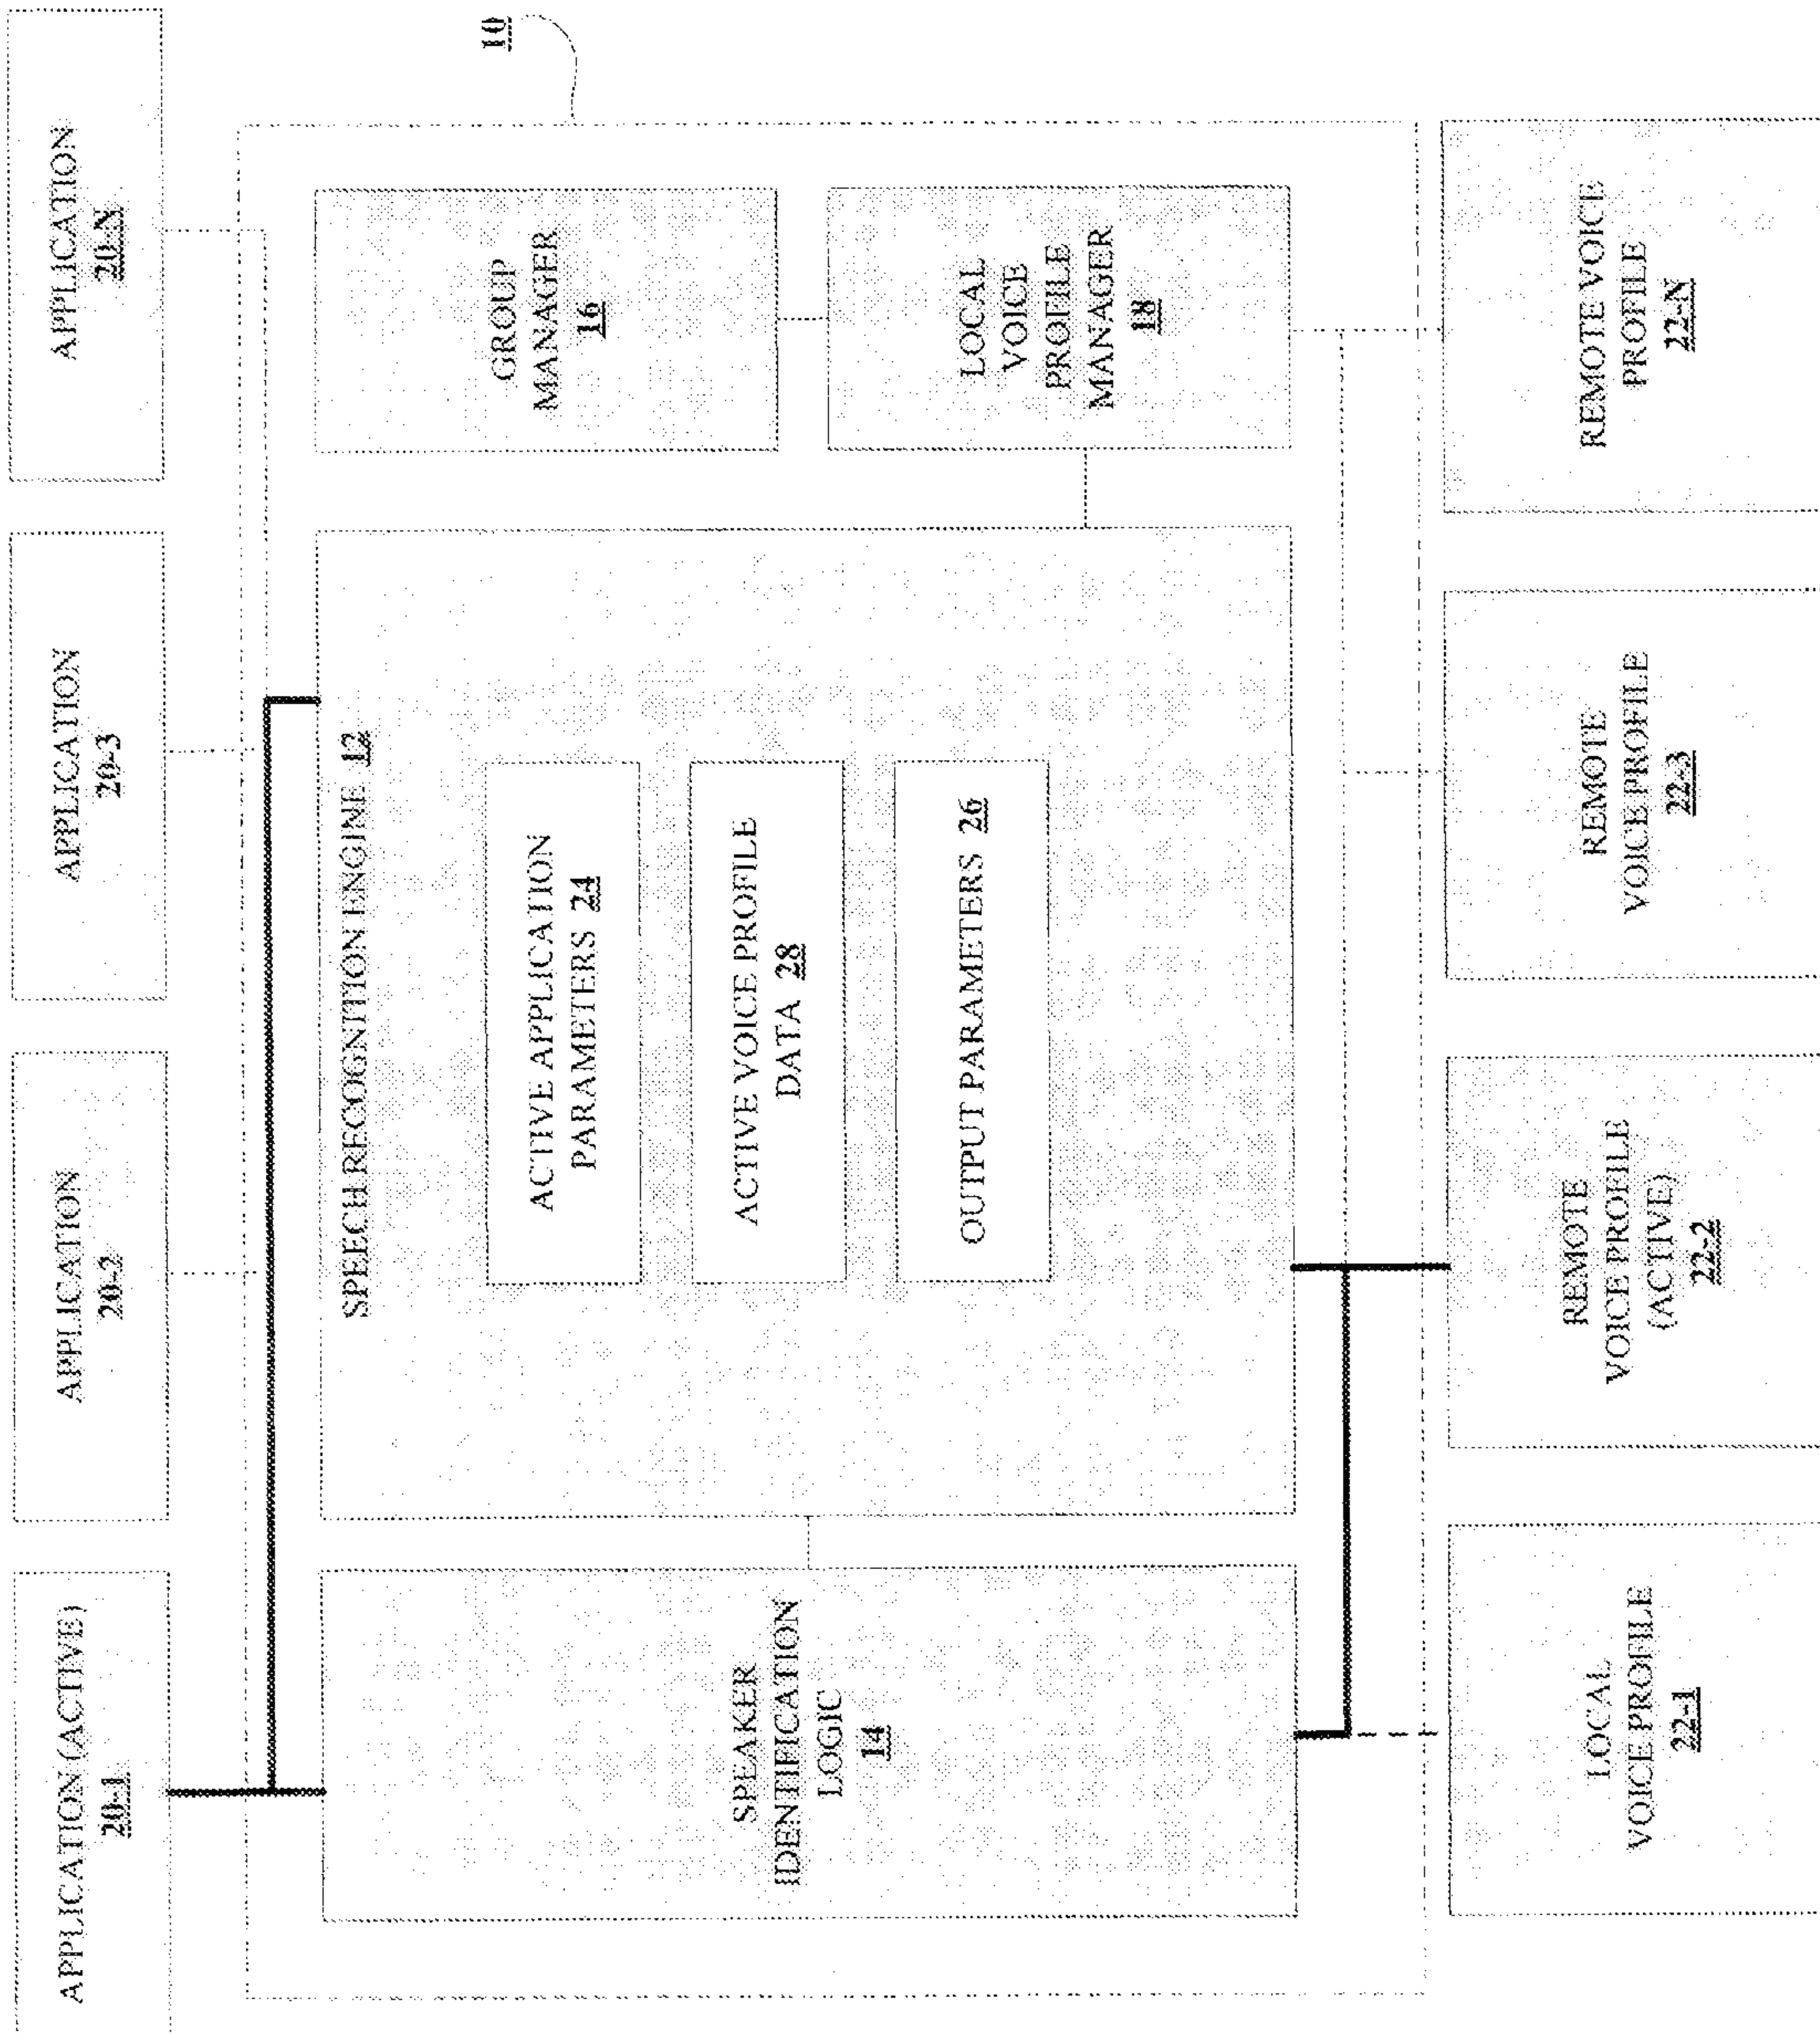 APPLICATION (ACTIVE)
20-1
APPLICATION
20-2
APPLICATION
20-3
APPLICATION
20-N
10
SPEAKER
IDENTIFICATION
LOGIC
14
SPEECH RECOGNITION ENGINE 12
ACTIVE APPLICATION
PARAMETERS 24
ACTIVE VOICE PROFILE
DATA 28
OUTPUT PARAMETERS 26
GROUP
MANAGER
16
LOCAL
VOICE
PROFILE
MANAGER
18
LOCAL
VOICE PROFILE
22-1
REMOTE
VOICE PROFILE
(ACTIVE)
22-2
REMOTE
VOICE PROFILE
22-3
REMOTE VOICE
PROFILE
22-N